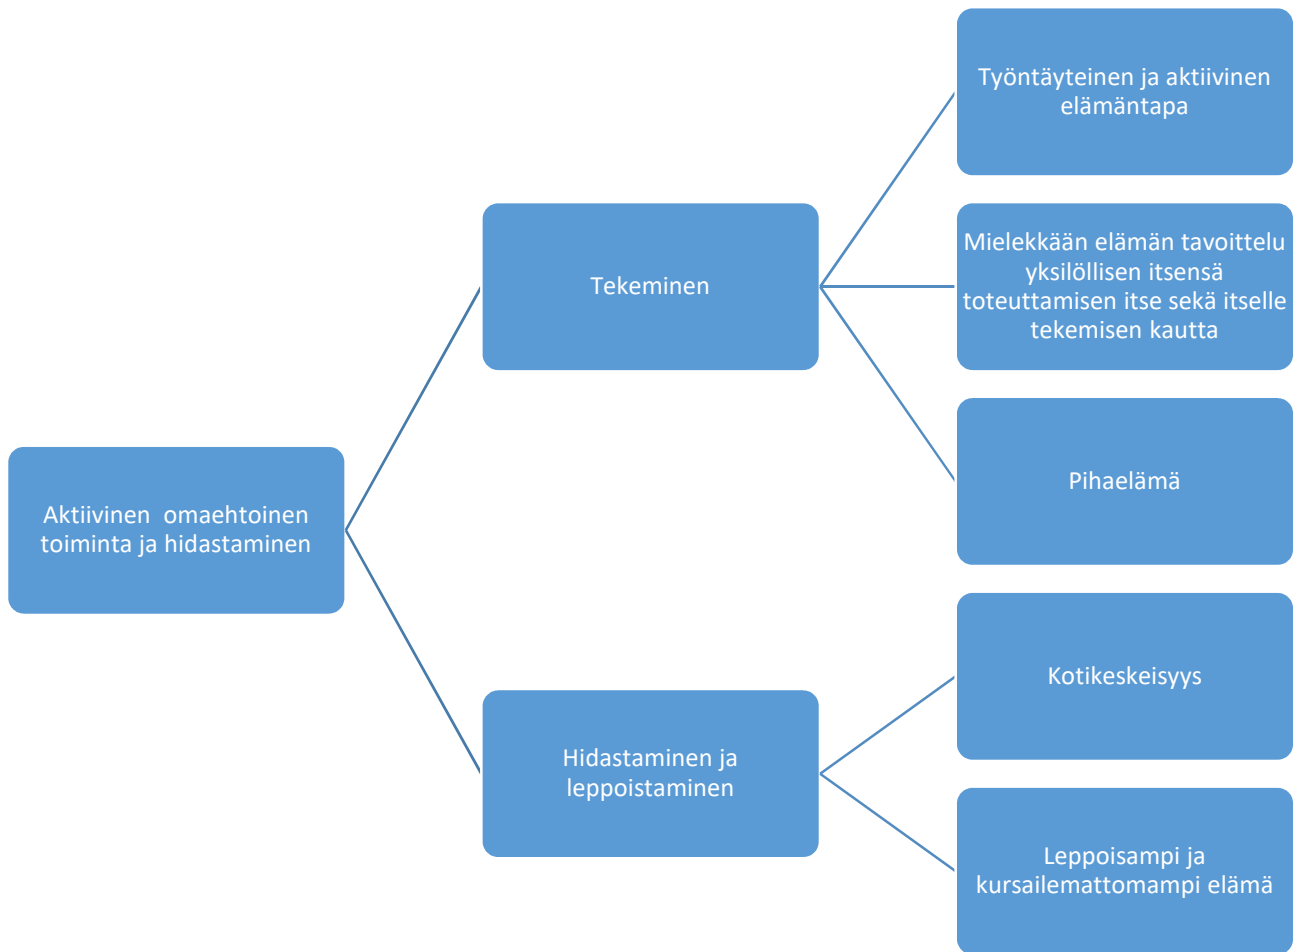 Työntäyteinen ja aktiivinen
elämäntapa
Tekeminen
Mielekkään elämän tavoittelu
yksilöllisen itsensä
toteuttamisen itse sekä itselle
tekemisen kautta
Pihaelämä
Aktiivinen omaehtoinen
toiminta ja hidastaminen
Kotikeskeisyys
Hidastaminen ja
leppoistaminen
Leppoisampi ja
kursailemattomampi elämä